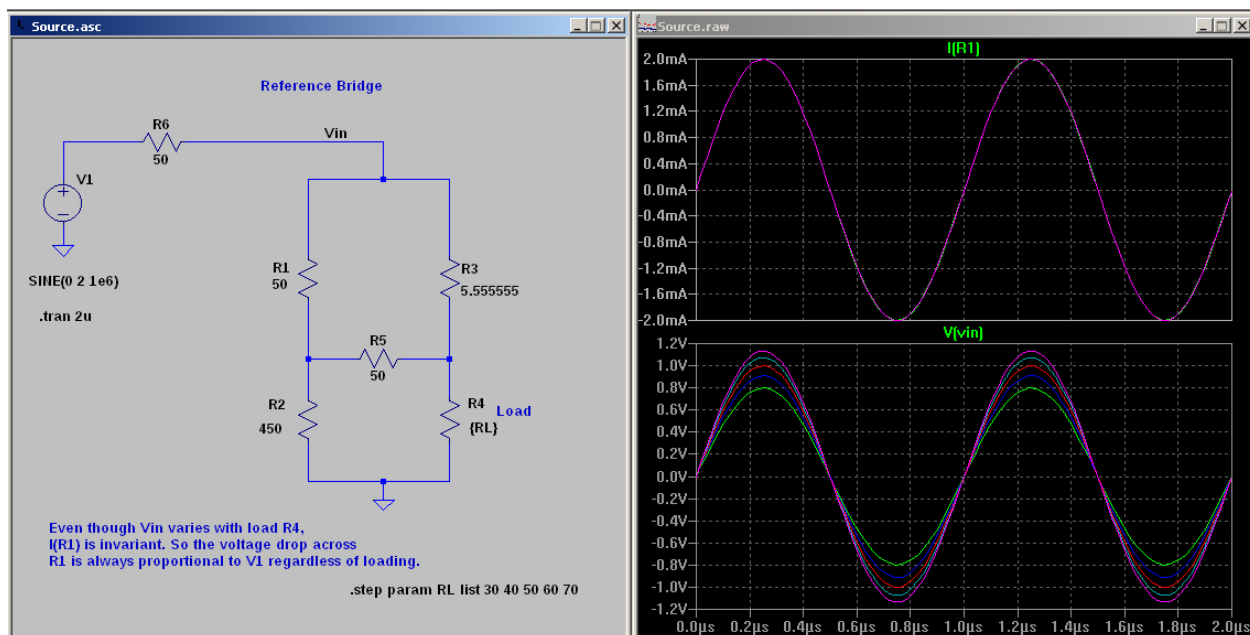 Source.asc
Reference Bridge
R6
50
Vin
V1
+
−
SINE(0 2 1e6)
.tran 2u
R1
50
R3
5.555555
R5
50
R2
450
R4
{RL}
Load
Even though Vin varies with load R4,
I(R1) is invariant. So the voltage drop across
R1 is always proportional to V1 regardless of loading.
.step param RL list 30 40 50 60 70
Source.raw
I(R1)
2.0mA
1.6mA
1.2mA
0.8mA
0.4mA
0.0mA
-0.4mA
-0.8mA
-1.2mA
-1.6mA
-2.0mA
V(vin)
1.2V
1.0V
0.8V
0.6V
0.4V
0.2V
0.0V
-0.2V
-0.4V
-0.6V
-0.8V
-1.0V
-1.2V
0.0µs 0.2µs 0.4µs 0.6µs 0.8µs 1.0µs 1.2µs 1.4µs 1.6µs 1.8µs 2.0µs